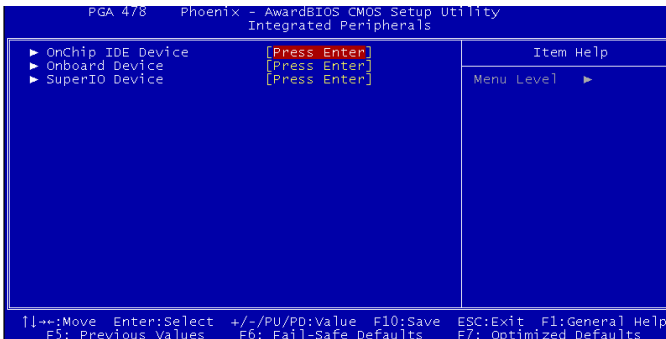 PGA 478 Phoenix - AwardBIOS CMOS Setup Utility
Integrated Peripherals
► OnChip IDE Device [Press Enter]
► Onboard Device [Press Enter]
► SuperIO Device [Press Enter]
Item Help
Menu Level ►
↑↓→←:Move Enter:Select +/-/PU/PD:Value F10:Save ESC:Exit F1:General Help
F5: Previous Values F6: Fail-Safe Defaults F7: Optimized Defaults